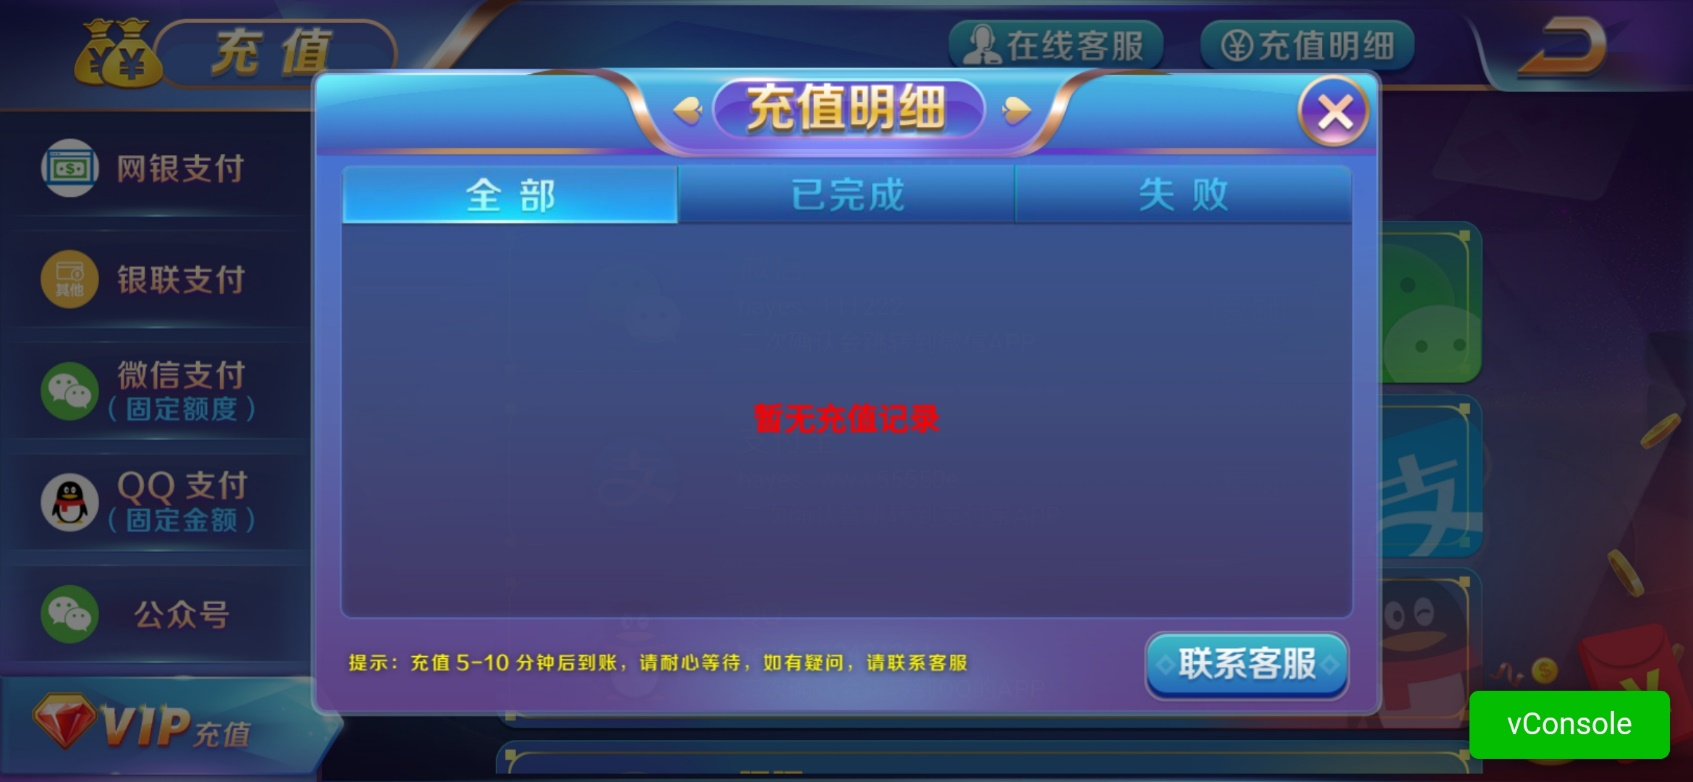 充值
在线客服
充值明细
充值明细
网银支付
全部
已完成
失败
其他
银联支付
微信支付
(固定额度)
暂无充值记录
QQ支付
(固定金额)
公众号
提示：充值 5-10 分钟后到账，请耐心等待，如有疑问，请联系客服
联系客服
VIP充值
vConsole